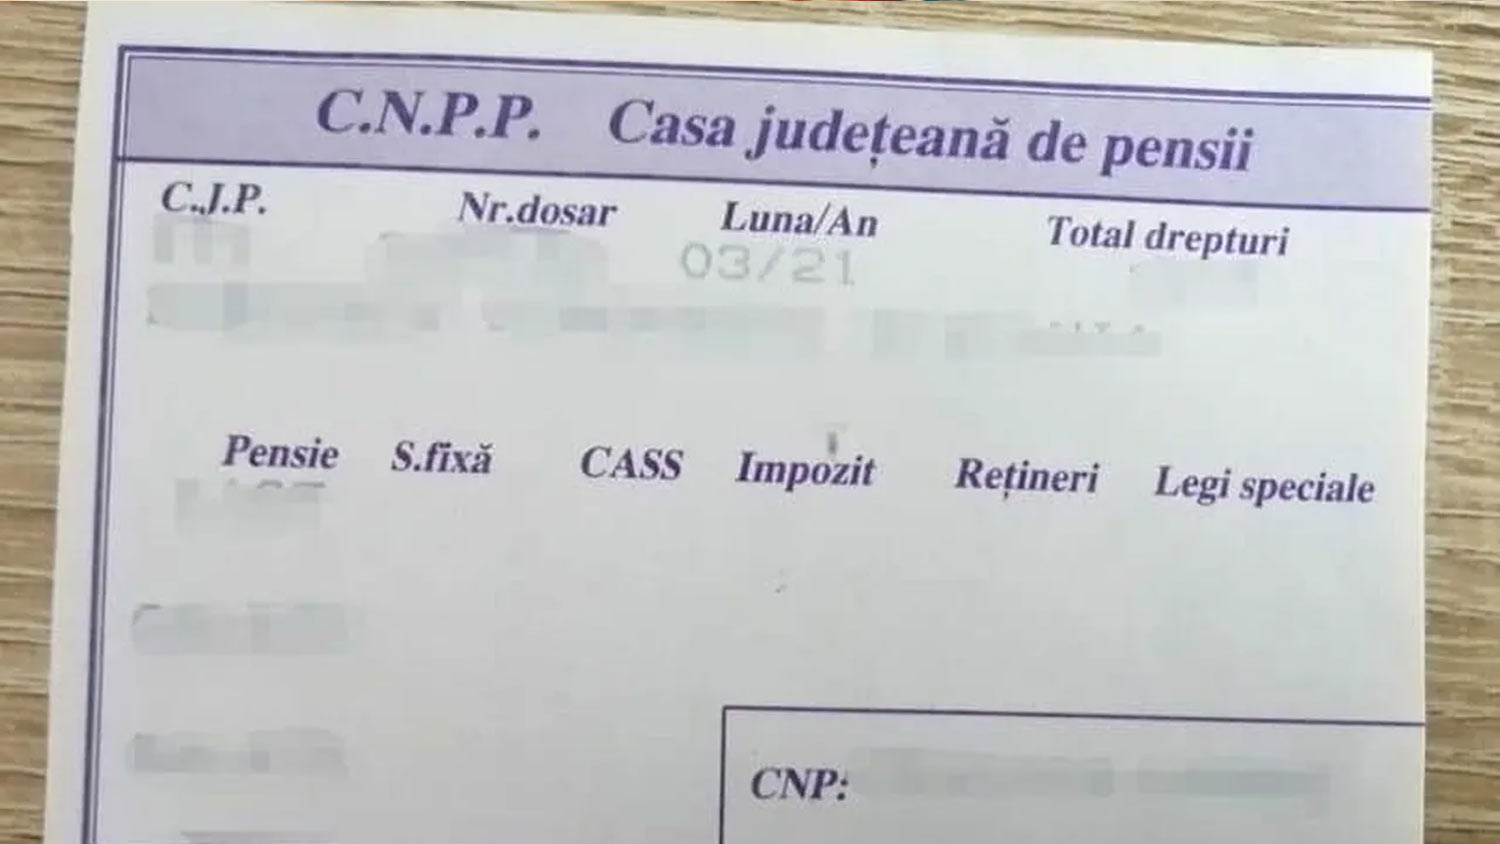 C.N.P.P. Casa județeană de pensii
C.J.P. Nr.dosar Luna/An Total drepturi
03/21
Pensie S.fixă CASS Impozit Rețineri Legi speciale
CNP: